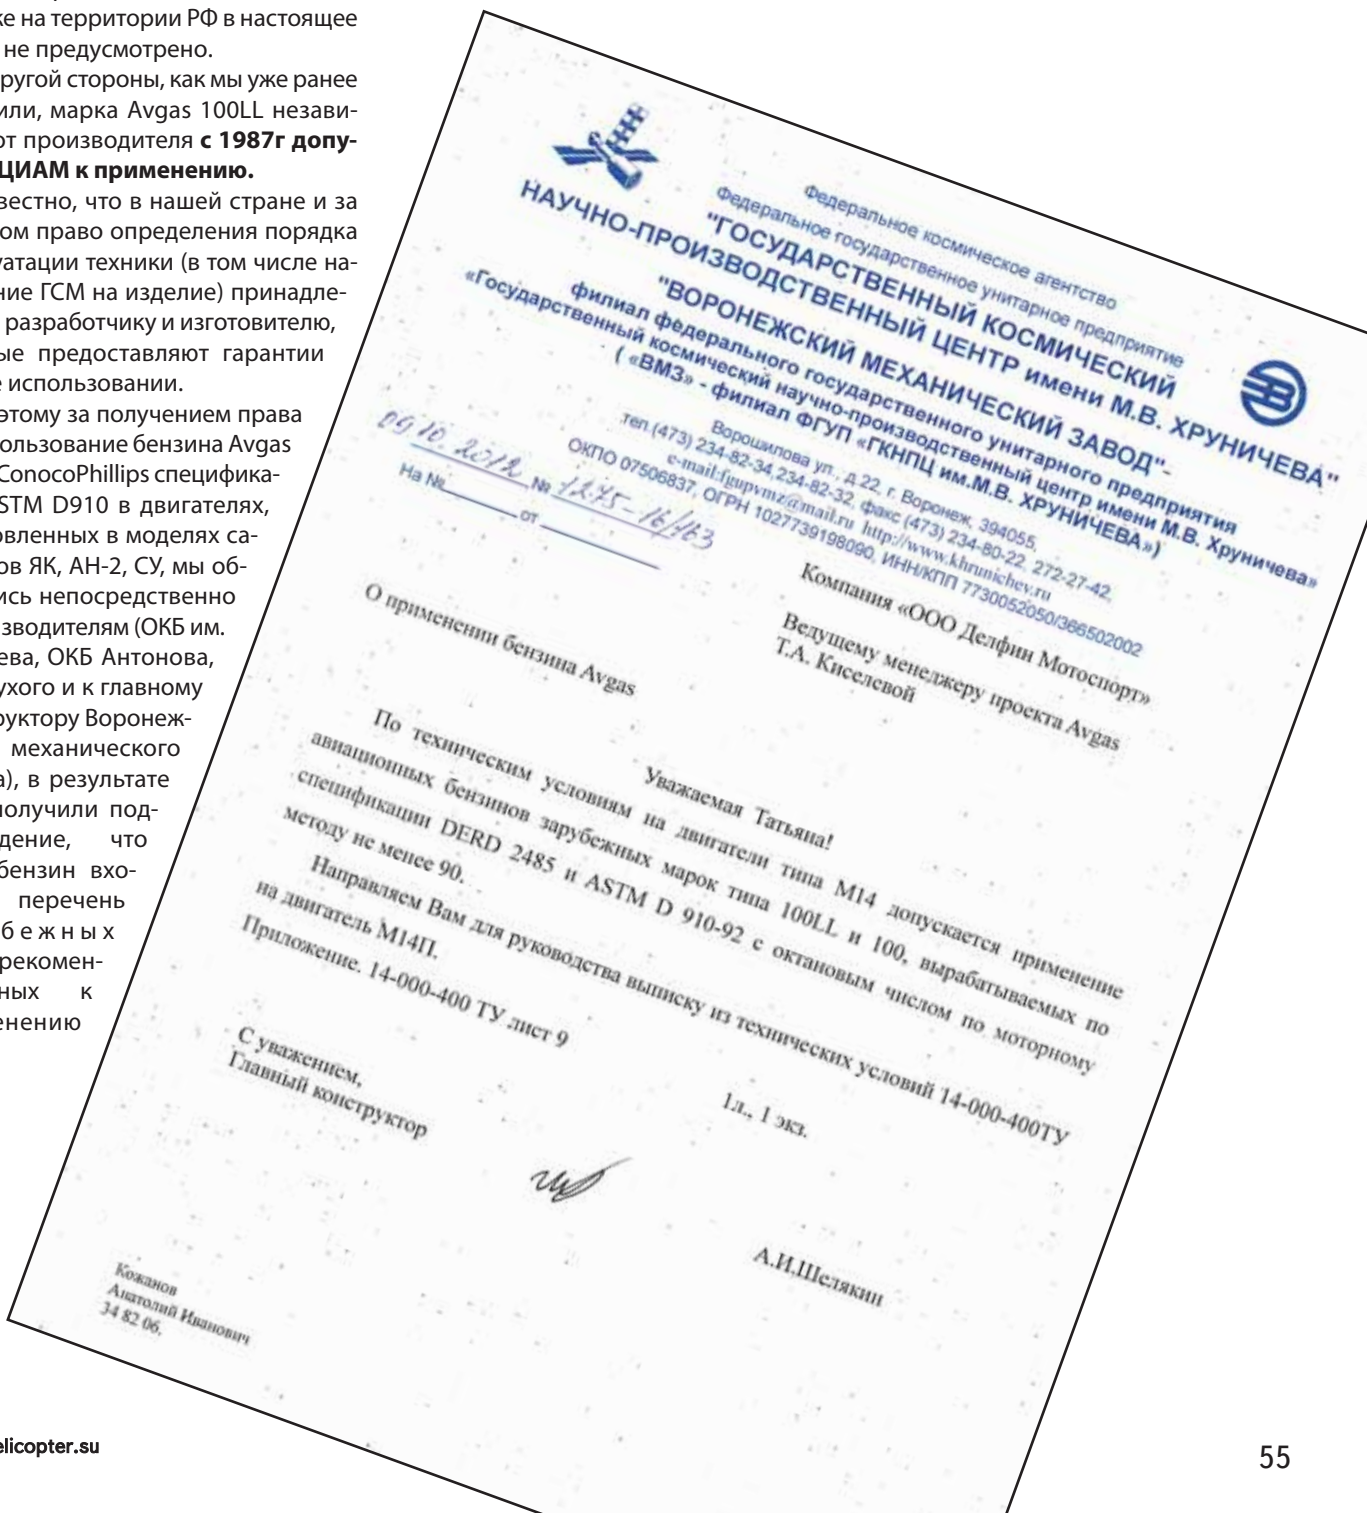 ке на территории РФ в настоящее
не предусмотрено.
ругой стороны, как мы уже ранее
или, марка Avgas 100LL незави-
от производителя с 1987г допу-
ЦИАМ к применению.
вестно, что в нашей стране и за
ом право определения порядка
уатации техники (в том числе на-
ние ГСМ на изделие) принадле-
разработчику и изготовителю,
ые предоставляют гарантии
е использовании.
этому за получением права
ользование бензина Avgas
ConocoPhillips специфика-
STM D910 в двигателях,
овленных в моделях са-
ов ЯК, АН-2, СУ, мы об-
ись непосредственно
зводителям (ОКБ им.
ева, ОКБ Антонова,
ухого и к главному
руктору Воронеж-
механического
а), в результате
получили под-
дение, что
бензин вхо-
перечень
бежных
рекомен-
ных к
енению
Федеральное космическое агентство
Федеральное государственное унитарное предприятие
"ГОСУДАРСТВЕННЫЙ КОСМИЧЕСКИЙ
НАУЧНО-ПРОИЗВОДСТВЕННЫЙ ЦЕНТР имени М.В. ХРУНИЧЕВА"
"ВОРОНЕЖСКИЙ МЕХАНИЧЕСКИЙ ЗАВОД"-
филиал федерального государственного унитарного предприятия
«Государственный космический научно-производственный центр имени М.В. Хруничева»
( «ВМЗ» - филиал ФГУП «ГКНПЦ им.М.В. ХРУНИЧЕВА»)
Ворошилова ул., д.22, г. Воронеж, 394055,
тел.(473) 234-82-34,234-82-32, факс (473) 234-80-22, 272-27-42,
e-mail:fgupvmz@mail.ru http://www.khrunichev.ru
ОКПО 07506837, ОГРН 1027739198090, ИНН/КПП 7730052050/366502002
09.10.2012 № 1275-16/163
На № от
Компания «ООО Делфин Мотоспорт»
Ведущему менеджеру проекта Avgas
Т.А. Киселевой
О применении бензина Avgas
Уважаемая Татьяна!
По техническим условиям на двигатели типа М14 допускается применение
авиационных бензинов зарубежных марок типа 100LL и 100, вырабатываемых по
спецификации DERD 2485 и ASTM D 910-92 с октановым числом по моторному
методу не менее 90.
Направляем Вам для руководства выписку из технических условий 14-000-400ТУ
на двигатель М14П.
Приложение. 14-000-400 ТУ лист 9 1л., 1 экз.
С уважением,
Главный конструктор А.И.Шелякин
Кожанов
Анатолий Иванович
34 82 06.
elicopter.su
55